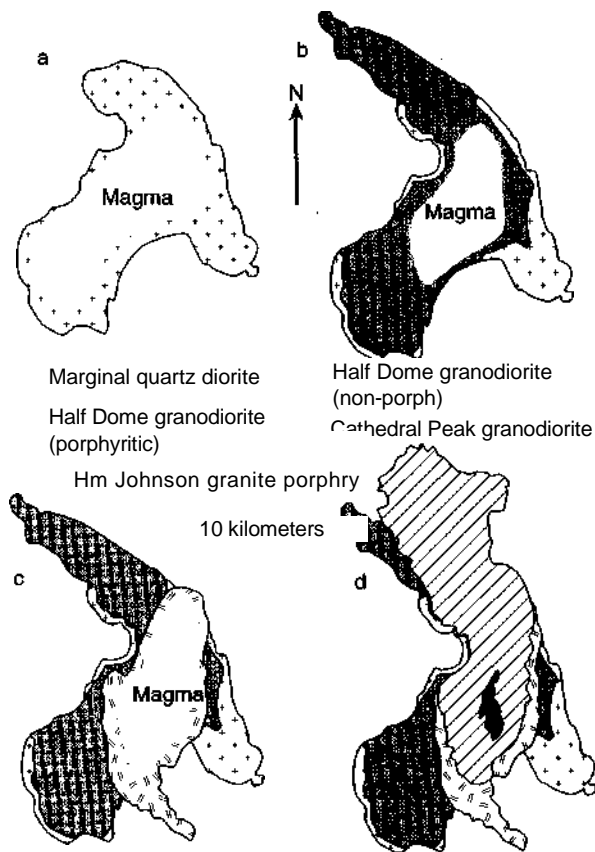 a
b
N
Magma
Magma
Marginal quartz diorite
Half Dome granodiorite
(porphyritic)
Half Dome granodiorite
(non-porph)
Cathedral Peak granodiorite
Hm Johnson granite porphry
10 kilometers
c
d
Magma